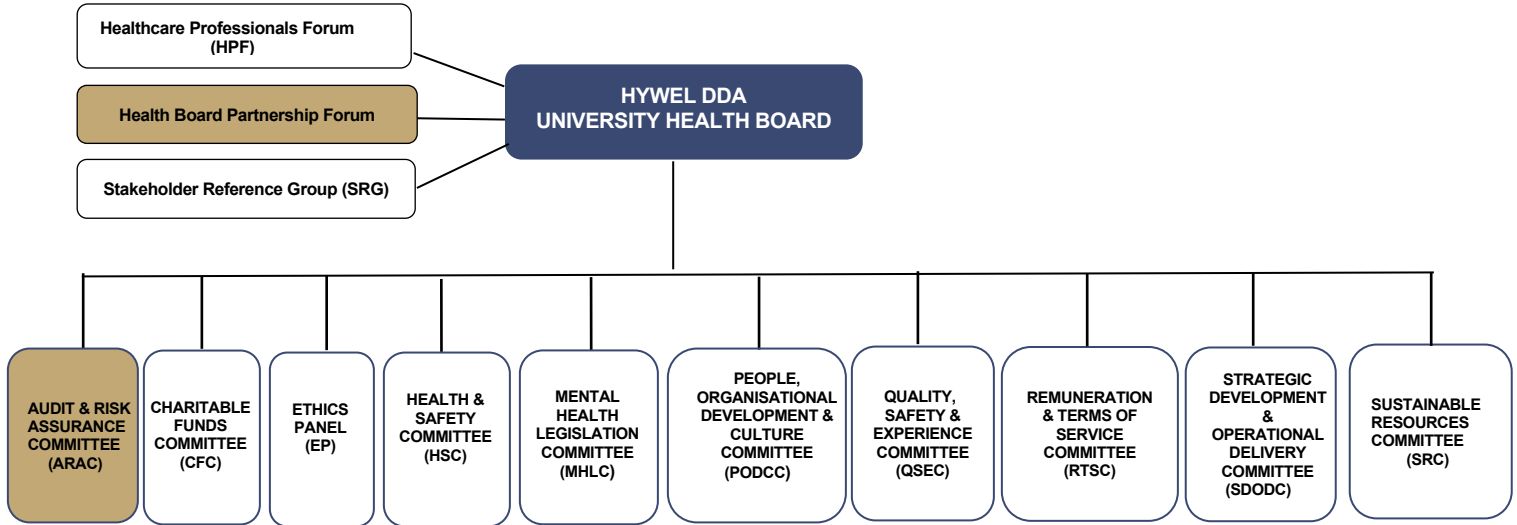 Healthcare Professionals Forum
(HPF)
HYWEL DDA
UNIVERSITY HEALTH BOARD
Health Board Partnership Forum
Stakeholder Reference Group (SRG)
AUDIT & RISK
ASSURANCE
COMMITTEE
(ARAC)
CHARITABLE
FUNDS
COMMITTEE
(CFC)
ETHICS
PANEL
(EP)
HEALTH &
SAFETY
COMMITTEE
(HSC)
MENTAL
HEALTH
LEGISLATION
COMMITTEE
(MHLC)
PEOPLE,
ORGANISATIONAL
DEVELOPMENT &
CULTURE
COMMITTEE
(PODCC)
QUALITY,
SAFETY &
EXPERIENCE
COMMITTEE
(QSEC)
REMUNERATION
& TERMS OF
SERVICE
COMMITTEE
(RTSC)
STRATEGIC
DEVELOPMENT
&
OPERATIONAL
DELIVERY
COMMITTEE
(SDODC)
SUSTAINABLE
RESOURCES
COMMITTEE
(SRC)